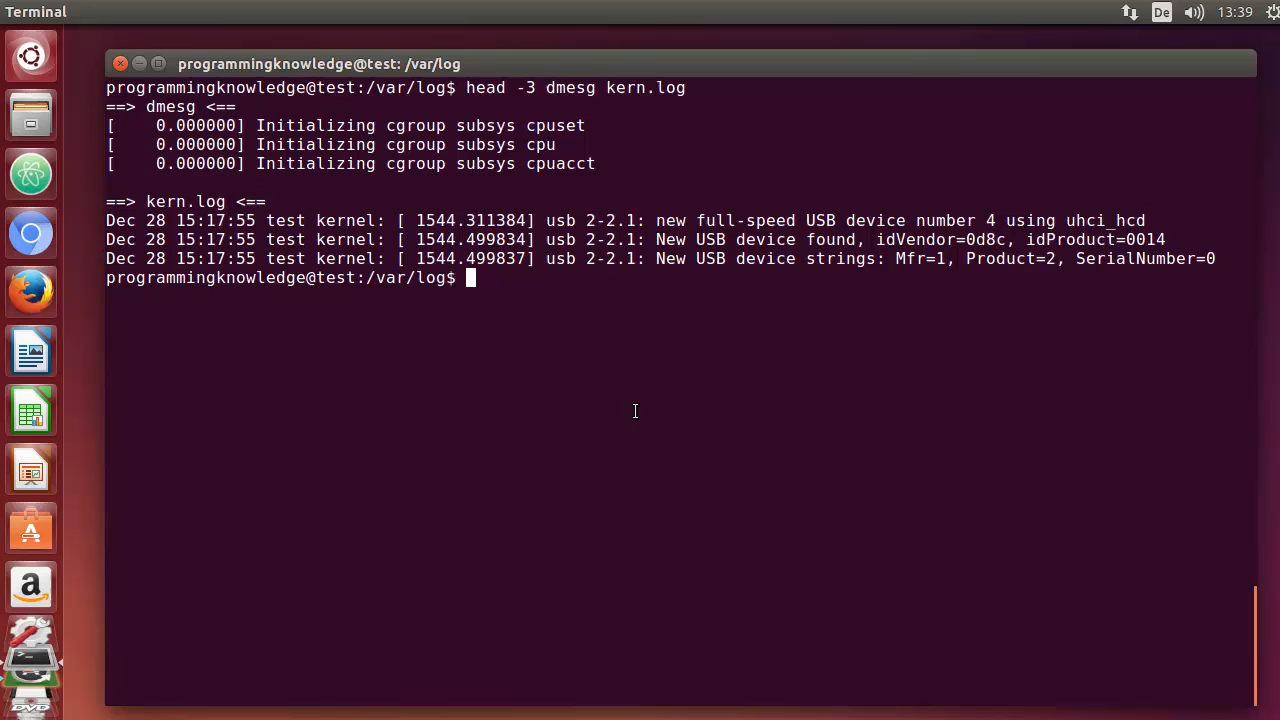 Terminal
De
13:39
programmingknowledge@test: /var/log
programmingknowledge@test:/var/log$ head -3 dmesg kern.log
==> dmesg <==
[    0.000000] Initializing cgroup subsys cpuset
[    0.000000] Initializing cgroup subsys cpu
[    0.000000] Initializing cgroup subsys cpuacct

==> kern.log <==
Dec 28 15:17:55 test kernel: [ 1544.311384] usb 2-2.1: new full-speed USB device number 4 using uhci_hcd
Dec 28 15:17:55 test kernel: [ 1544.499834] usb 2-2.1: New USB device found, idVendor=0d8c, idProduct=0014
Dec 28 15:17:55 test kernel: [ 1544.499837] usb 2-2.1: New USB device strings: Mfr=1, Product=2, SerialNumber=0
programmingknowledge@test:/var/log$